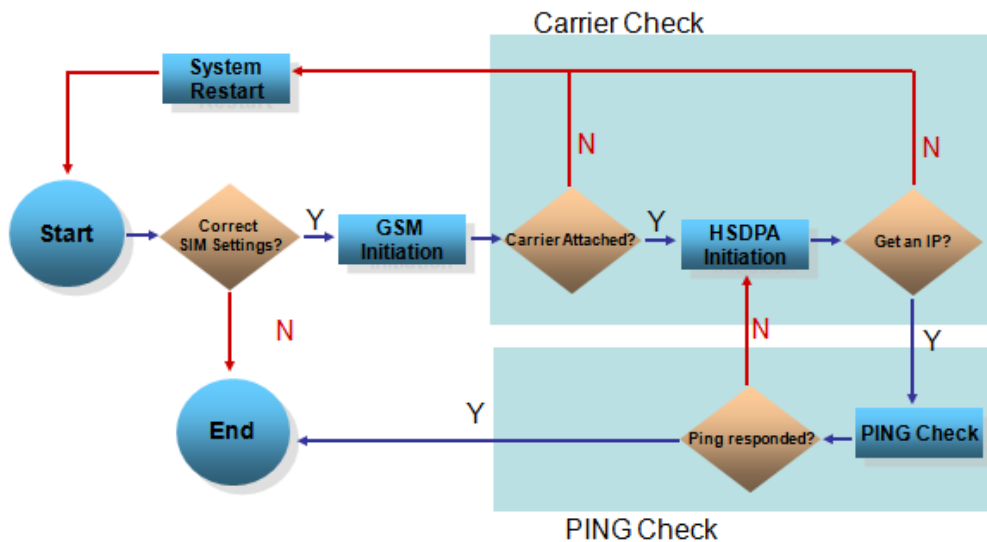 Carrier Check
System
Restart
N
N
Start
Correct
SIM Settings?
Y
GSM
Initiation
Carrier Attached?
Y
HSDPA
Initiation
Get an IP?
N
N
Y
End
Y
Ping responded?
PING Check
PING Check